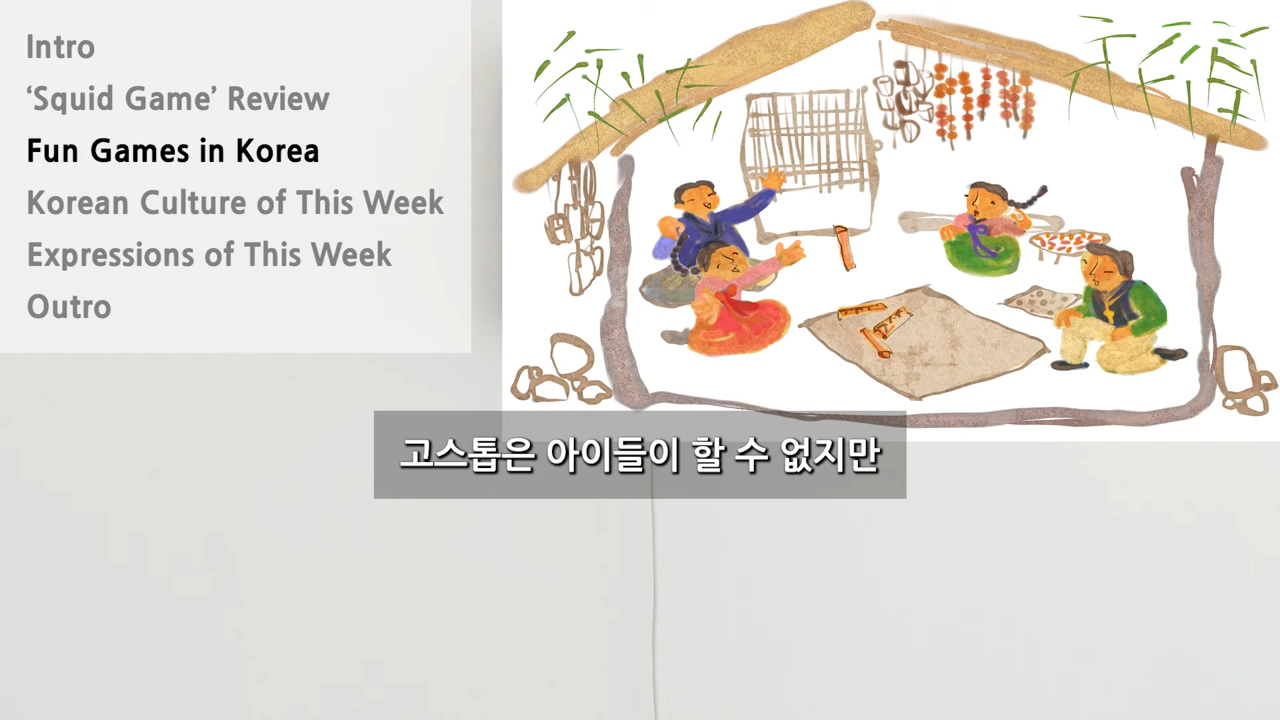 Intro
‘Squid Game’ Review
Fun Games in Korea
Korean Culture of This Week
Expressions of This Week
Outro
고스톱은 아이들이 할 수 없지만